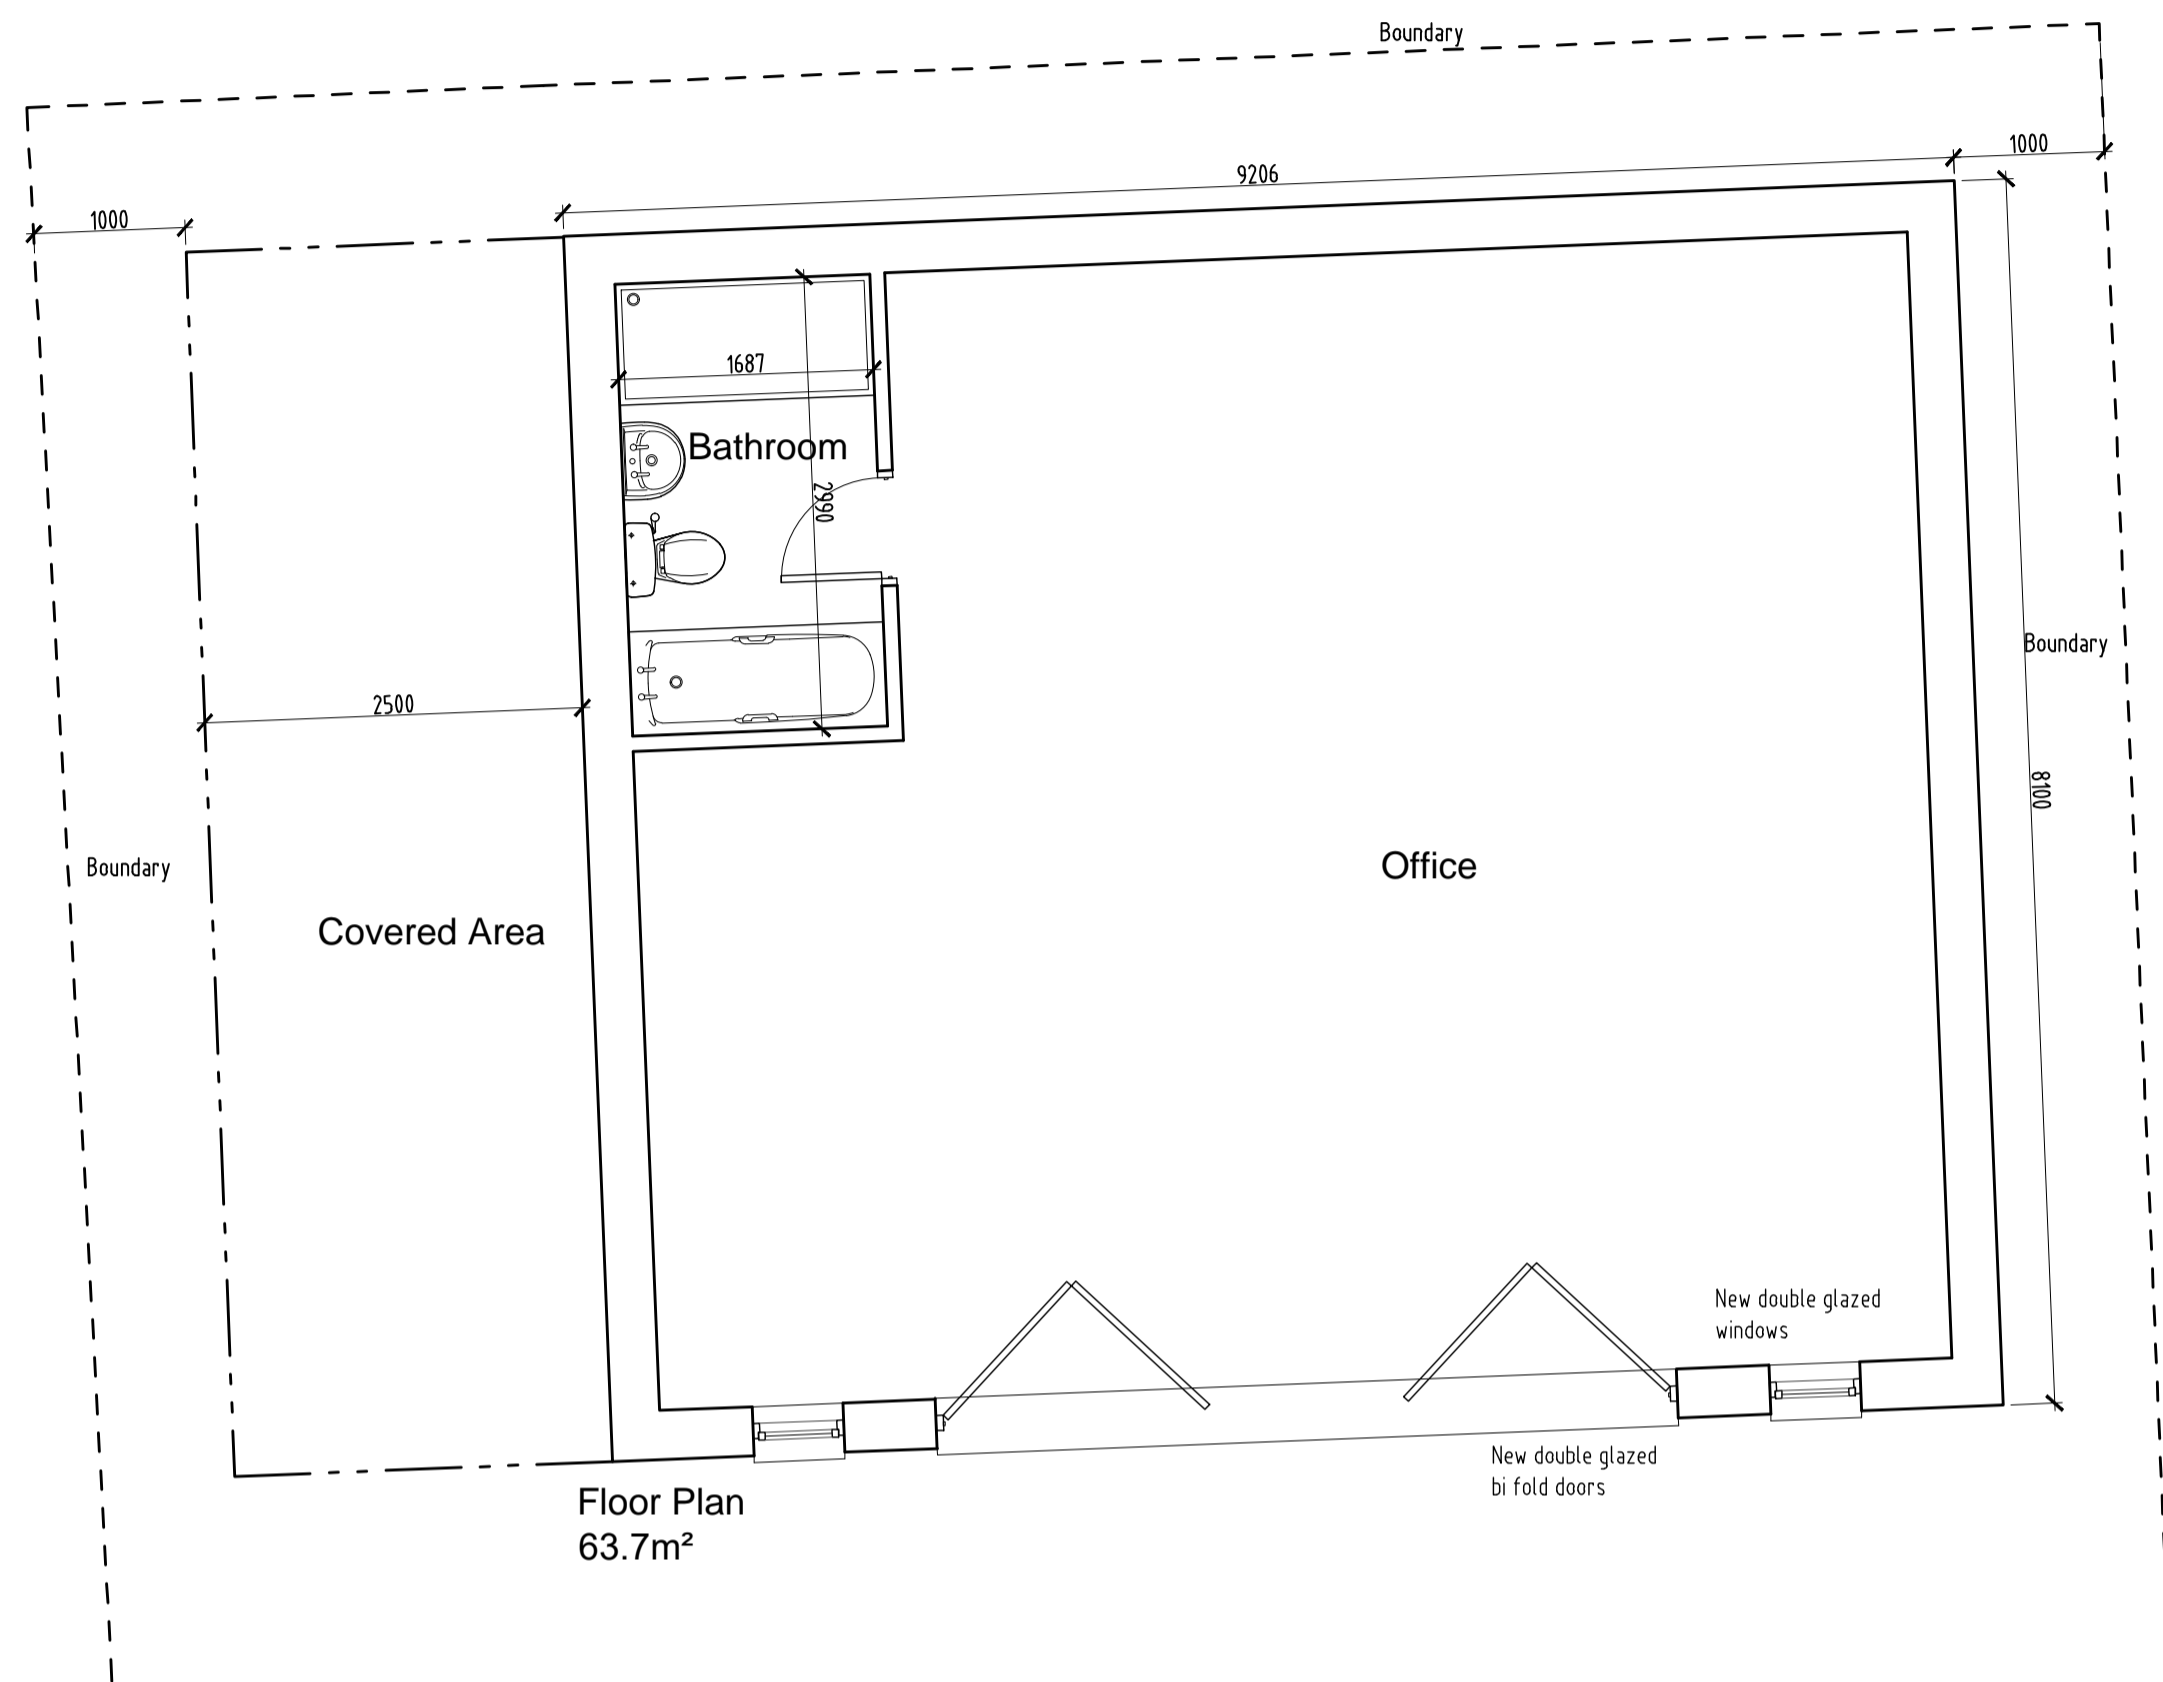 Boundary
1000
9206
1000
1687
Bathroom
2990
Boundary
2500
8100
Boundary
Office
Covered Area
New double glazed
windows
New double glazed
bi fold doors
Floor Plan
63.7m²